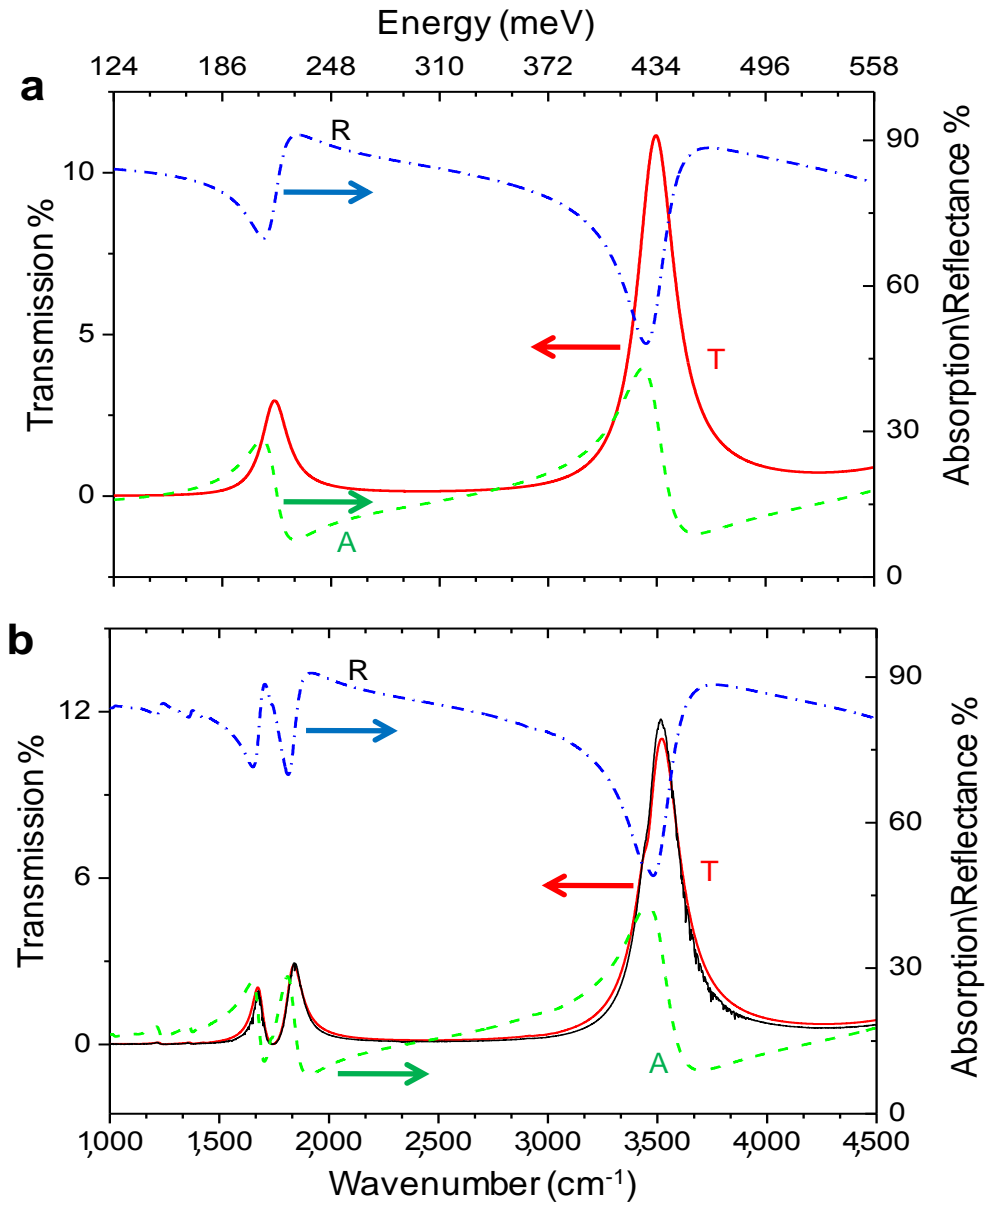 Energy (meV)
124 186 248 310 372 434 496 558
a
R
90
10
60
5
T
30
0
A
0
Transmission %
Absorption\Reflectance %
b
R
90
12
60
6
T
30
0
A
0
Transmission %
Absorption\Reflectance %
1,000 1,500 2,000 2,500 3,000 3,500 4,000 4,500
Wavenumber (cm⁻¹)